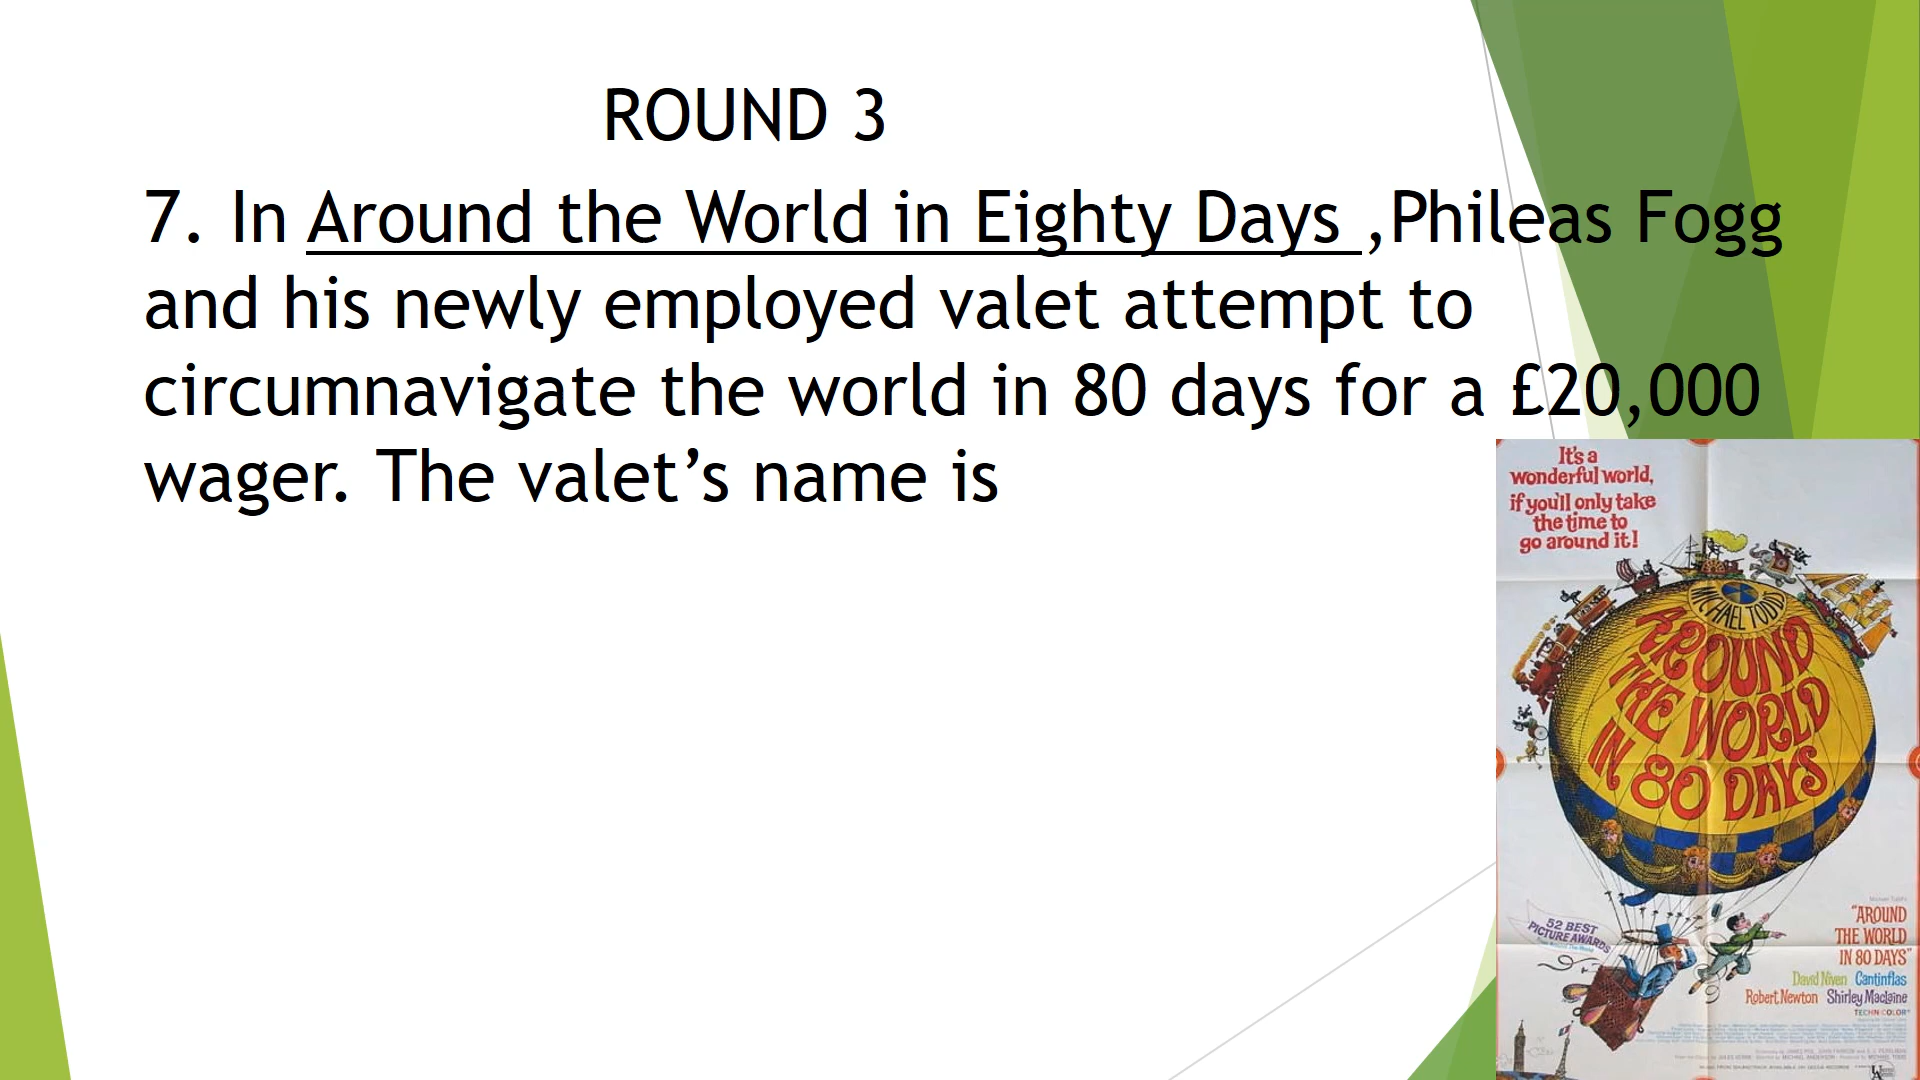 ROUND 3
7. In Around the World in Eighty Days ,Phileas Fogg
and his newly employed valet attempt to
circumnavigate the world in 80 days for a £20,000
wager. The valet’s name is
It's a
wonderful world,
if you'll only take
the time to
go around it!
MICHAEL TODD'S
AROUND
THE WORLD
IN 80 DAYS
52 BEST
PICTURE AWARDS
"AROUND
THE WORLD
IN 80 DAYS"
David Niven Cantinflas
Robert Newton Shirley MacLaine
TECHNICOLOR®